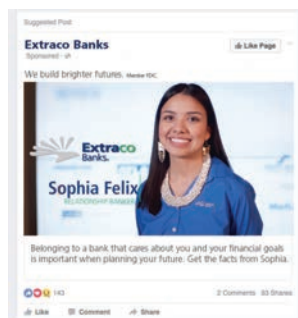 Suggested Post
Extraco Banks
Like Page
Sponsored
We build brighter futures. Member FDIC
Extraco
Banks.
Sophia Felix
RELATIONSHIP BANKER
Belonging to a bank that cares about you and your financial goals
is important when planning your future. Get the facts from Sophia.
143
2 Comments 83 Shares
Like Comment Share